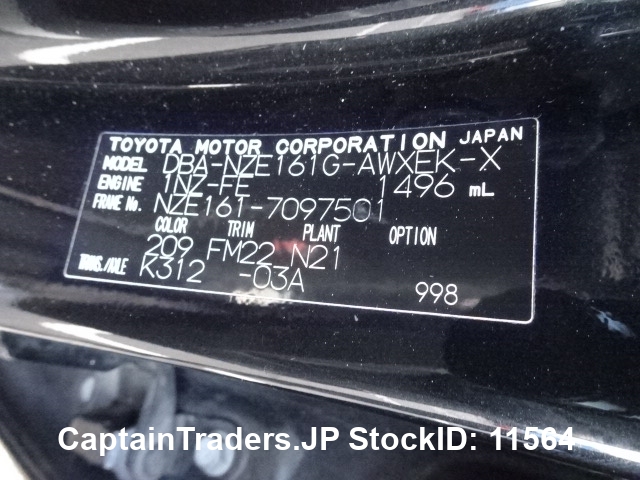 TOYOTA MOTOR CORPORATION JAPAN
MODEL DBA-NZE161G-AWXEK-X
ENGINE 1NZ-FE 1496 mL
FRAME No. NZE161-7097501
COLOR TRIM PLANT OPTION
209 FM22 N21
TRANS./AXLE K312 -03A
998
CaptainTraders.JP StockID: 11564